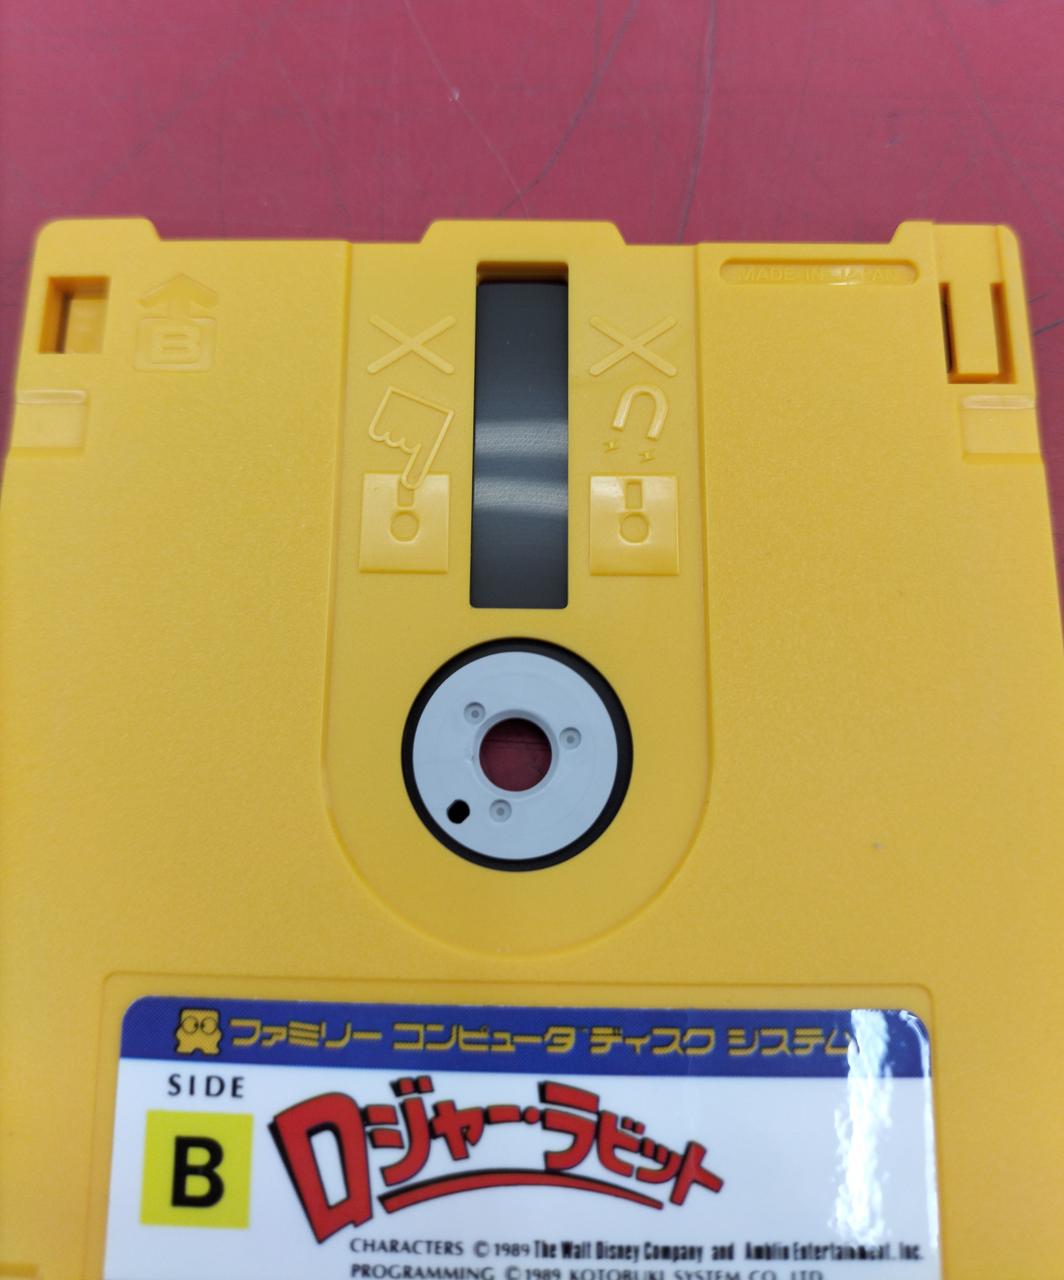 MADE IN JAPAN
B
ファミリー コンピュータ™ ディスク システム
SIDE
B
ロジャー・ラビット
CHARACTERS ©1989 The Walt Disney Company and Amblin Entertainment, Inc.
PROGRAMMING ©1989 KOTOBUKI SYSTEM CO., LTD.